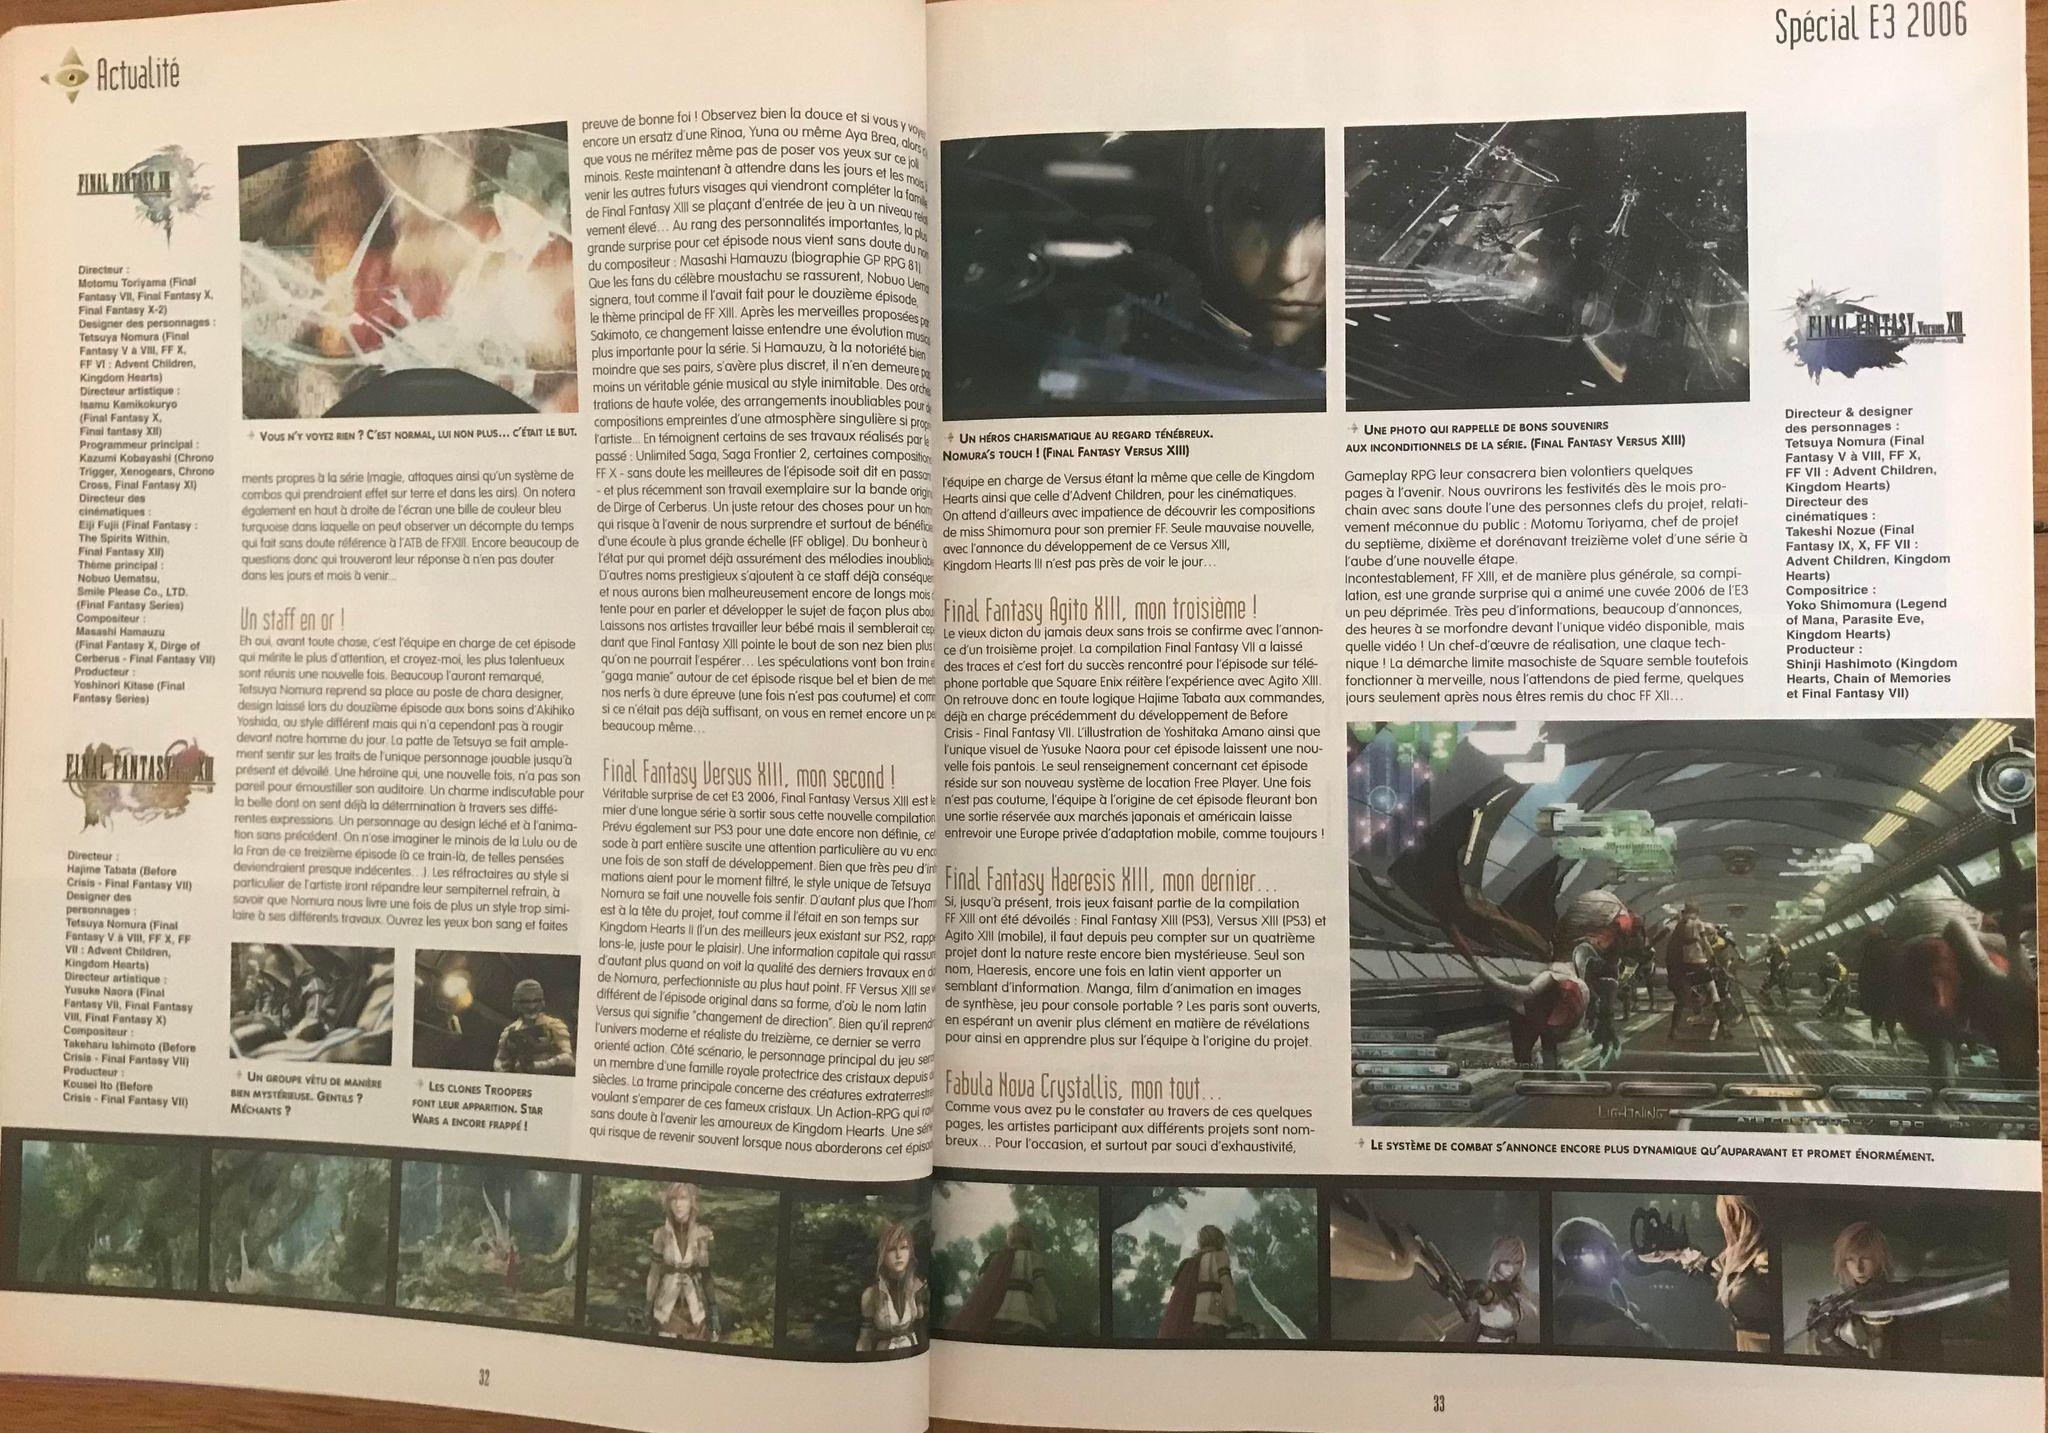 Actualité
FINAL FANTASY XIII
Directeur :
Motomu Toriyama (Final
Fantasy VII, Final Fantasy X,
Final Fantasy X-2)
Designer des personnages :
Tetsuya Nomura (Final
Fantasy V à VIII, FF X,
FF VI : Advent Children,
Kingdom Hearts)
Directeur artistique :
Isamu Kamikokuryo
(Final Fantasy X,
Final fantasy XII)
Programmeur principal :
Kazumi Kobayashi (Chrono
Trigger, Xenogears, Chrono
Cross, Final Fantasy XI)
Directeur des
cinématiques :
Eiji Fujii (Final Fantasy :
The Spirits Within,
Final Fantasy XII)
Thème principal :
Nobuo Uematsu,
Smile Please Co., LTD.
(Final Fantasy Series)
Compositeur :
Masashi Hamauzu
(Final Fantasy X, Dirge of
Cerberus - Final Fantasy VII)
Producteur :
Yoshinori Kitase (Final
Fantasy Series)
FINAL FANTASY XIII
Directeur :
Hajime Tabata (Before
Crisis - Final Fantasy VII)
Designer des
personnages :
Tetsuya Nomura (Final
Fantasy V à VIII, FF X, FF
VII : Advent Children,
Kingdom Hearts)
Directeur artistique :
Yusuke Naora (Final
Fantasy VII, Final Fantasy
VIII, Final Fantasy X)
Compositeur :
Takeharu Ishimoto (Before
Crisis - Final Fantasy VII)
Producteur :
Kousei Ito (Before
Crisis - Final Fantasy VII)
VOUS N'Y VOYEZ RIEN ? C'EST NORMAL, LUI NON PLUS... C'ÉTAIT LE BUT.
ments propres à la série (magie, attaques ainsi qu'un système de
combos qui prendraient effet sur terre et dans les airs). On notera
également en haut à droite de l'écran une bille de couleur bleu
turquoise dans laquelle on peut observer un décompte du temps
qui fait sans doute référence à l'ATB de FFXIII. Encore beaucoup de
questions donc qui trouveront leur réponse à n'en pas douter
dans les jours et mois à venir...
Un staff en or !
Eh oui, avant toute chose, c'est l'équipe en charge de cet épisode
qui mérite le plus d'attention, et croyez-moi, les plus talentueux
sont réunis une nouvelle fois. Beaucoup l'auront remarqué,
Tetsuya Nomura reprend sa place au poste de chara designer,
design laissé lors du douzième épisode aux bons soins d'Akihiko
Yoshida, au style différent mais qui n'a cependant pas à rougir
devant notre homme du jour. La patte de Tetsuya se fait ample-
ment sentir sur les traits de l'unique personnage jouable jusqu'à
présent et dévoilé. Une héroïne qui, une nouvelle fois, n'a pas son
pareil pour émoustiller son auditoire. Un charme indiscutable pour
la belle dont on sent déjà la détermination à travers ses diffé-
rentes expressions. Un personnage au design léché et à l'anima-
tion sans précédent. On n'ose imaginer le minois de la Lulu ou de
la Fran de ce treizième épisode (à ce train-là, de telles pensées
deviendraient presque indécentes...). Les réfractaires au style si
particulier de l'artiste iront répandre leur sempiternel refrain, à
savoir que Nomura nous livre une fois de plus un style trop simi-
laire à ses différents travaux. Ouvrez les yeux bon sang et faites
UN GROUPE VÊTU DE MANIÈRE
BIEN MYSTÉRIEUSE. GENTILS ?
MÉCHANTS ?
LES CLONES TROOPERS
FONT LEUR APPARITION. STAR
WARS A ENCORE FRAPPÉ !
preuve de bonne foi ! Observez bien la douce et si vous y voyez
encore un ersatz d'une Rinoa, Yuna ou même Aya Brea, alors
que vous ne méritez même pas de poser vos yeux sur ce joli
minois. Reste maintenant à attendre dans les jours et les mois à
venir les autres futurs visages qui viendront compléter la famille
de Final Fantasy XIII se plaçant d'entrée de jeu à un niveau relati-
vement élevé... Au rang des personnalités importantes, la plus
grande surprise pour cet épisode nous vient sans doute du nom
du compositeur : Masashi Hamauzu (biographie GP RPG 81).
Que les fans du célèbre moustachu se rassurent, Nobuo Uem
signera, tout comme il l'avait fait pour le douzième épisode,
le thème principal de FF XIII. Après les merveilles proposées par
Sakimoto, ce changement laisse entendre une évolution music
plus importante pour la série. Si Hamauzu, à la notoriété bien
moindre que ses pairs, s'avère plus discret, il n'en demeure pas
moins un véritable génie musical au style inimitable. Des orches
trations de haute volée, des arrangements inoubliables pour de
compositions empreintes d'une atmosphère singulière si propre
l'artiste... En témoignent certains de ses travaux réalisés par le
passé : Unlimited Saga, Saga Frontier 2, certaines compositions
FF X - sans doute les meilleures de l'épisode soit dit en passant
- et plus récemment son travail exemplaire sur la bande origin
de Dirge of Cerberus. Un juste retour des choses pour un hom
qui risque à l'avenir de nous surprendre et surtout de bénéficier
d'une écoute à plus grande échelle (FF oblige). Du bonheur à
l'état pur qui promet déjà assurément des mélodies inoubliables
D'autres noms prestigieux s'ajoutent à ce staff déjà conséquent
et nous aurons bien malheureusement encore de longs mois d
tente pour en parler et développer le sujet de façon plus abou
Laissons nos artistes travailler leur bébé mais il semblerait cepen
dant que Final Fantasy XIII pointe le bout de son nez bien plus
qu'on ne pourrait l'espérer... Les spéculations vont bon train e
"gaga manie" autour de cet épisode risque bel et bien de met
nos nerfs à dure épreuve (une fois n'est pas coutume) et com
si ce n'était pas déjà suffisant, on vous en remet encore un pe
beaucoup même...
Final Fantasy Versus XIII, mon second !
Véritable surprise de cet E3 2006, Final Fantasy Versus XIII est le
mier d'une longue série à sortir sous cette nouvelle compilation
Prévu également sur PS3 pour une date encore non définie, cet
sode à part entière suscite une attention particulière au vu enc
une fois de son staff de développement. Bien que très peu d'inf
mations aient pour le moment filtré, le style unique de Tetsuya
Nomura se fait une nouvelle fois sentir. D'autant plus que l'hom
est à la tête du projet, tout comme il l'était en son temps sur
Kingdom Hearts II (l'un des meilleurs jeux existant sur PS2, rappe
lons-le, juste pour le plaisir). Une information capitale qui rassur
d'autant plus quand on voit la qualité des derniers travaux en d
de Nomura, perfectionniste au plus haut point. FF Versus XIII se v
différent de l'épisode original dans sa forme, d'où le nom latin
Versus qui signifie "changement de direction". Bien qu'il reprend
l'univers moderne et réaliste du treizième, ce dernier se verra
orienté action. Côté scénario, le personnage principal du jeu sera
un membre d'une famille royale protectrice des cristaux depuis d
siècles. La trame principale concerne des créatures extraterrestre
voulant s'emparer de ces fameux cristaux. Un Action-RPG qui ravi
sans doute à l'avenir les amoureux de Kingdom Hearts. Une série
qui risque de revenir souvent lorsque nous aborderons cet épisode
32
Spécial E3 2006
UN HÉROS CHARISMATIQUE AU REGARD TÉNÉBREUX.
NOMURA'S TOUCH ! (FINAL FANTASY VERSUS XIII)
l'équipe en charge de Versus étant la même que celle de Kingdom
Hearts ainsi que celle d'Advent Children, pour les cinématiques.
On attend d'ailleurs avec impatience de découvrir les compositions
de miss Shimomura pour son premier FF. Seule mauvaise nouvelle,
avec l'annonce du développement de ce Versus XIII,
Kingdom Hearts III n'est pas près de voir le jour...
Final Fantasy Agito XIII, mon troisième !
Le vieux dicton du jamais deux sans trois se confirme avec l'annon-
ce d'un troisième projet. La compilation Final Fantasy VII a laissé
des traces et c'est fort du succès rencontré pour l'épisode sur télé-
phone portable que Square Enix réitère l'expérience avec Agito XIII.
On retrouve donc en toute logique Hajime Tabata aux commandes,
déjà en charge précédemment du développement de Before
Crisis - Final Fantasy VII. L'illustration de Yoshitaka Amano ainsi que
l'unique visuel de Yusuke Naora pour cet épisode laissent une nou-
velle fois pantois. Le seul renseignement concernant cet épisode
réside sur son nouveau système de location Free Player. Une fois
n'est pas coutume, l'équipe à l'origine de cet épisode fleurant bon
une sortie réservée aux marchés japonais et américain laisse
entrevoir une Europe privée d'adaptation mobile, comme toujours !
Final Fantasy Haeresis XIII, mon dernier...
Si, jusqu'à présent, trois jeux faisant partie de la compilation
FF XIII ont été dévoilés : Final Fantasy XIII (PS3), Versus XIII (PS3) et
Agito XIII (mobile), il faut depuis peu compter sur un quatrième
projet dont la nature reste encore bien mystérieuse. Seul son
nom, Haeresis, encore une fois en latin vient apporter un
semblant d'information. Manga, film d'animation en images
de synthèse, jeu pour console portable ? Les paris sont ouverts,
en espérant un avenir plus clément en matière de révélations
pour ainsi en apprendre plus sur l'équipe à l'origine du projet.
Fabula Nova Crystallis, mon tout...
Comme vous avez pu le constater au travers de ces quelques
pages, les artistes participant aux différents projets sont nom-
breux... Pour l'occasion, et surtout par souci d'exhaustivité,
UNE PHOTO QUI RAPPELLE DE BONS SOUVENIRS
AUX INCONDITIONNELS DE LA SÉRIE. (FINAL FANTASY VERSUS XIII)
Gameplay RPG leur consacrera bien volontiers quelques
pages à l'avenir. Nous ouvrirons les festivités dès le mois pro-
chain avec sans doute l'une des personnes clefs du projet, relati-
vement méconnue du public : Motomu Toriyama, chef de projet
du septième, dixième et dorénavant treizième volet d'une série à
l'aube d'une nouvelle étape.
Incontestablement, FF XIII, et de manière plus générale, sa compi-
lation, est une grande surprise qui a animé une cuvée 2006 de l'E3
un peu déprimée. Très peu d'informations, beaucoup d'annonces,
des heures à se morfondre devant l'unique vidéo disponible, mais
quelle vidéo ! Un chef-d'œuvre de réalisation, une claque tech-
nique ! La démarche limite masochiste de Square semble toutefois
fonctionner à merveille, nous l'attendons de pied ferme, quelques
jours seulement après nous êtres remis du choc FF XII...
FINAL FANTASY Versus XIII
Directeur & designer
des personnages :
Tetsuya Nomura (Final
Fantasy V à VIII, FF X,
FF VII : Advent Children,
Kingdom Hearts)
Directeur des
cinématiques :
Takeshi Nozue (Final
Fantasy IX, X, FF VII :
Advent Children, Kingdom
Hearts)
Compositrice :
Yoko Shimomura (Legend
of Mana, Parasite Eve,
Kingdom Hearts)
Producteur :
Shinji Hashimoto (Kingdom
Hearts, Chain of Memories
et Final Fantasy VII)
ATTACK
LIGHTNING
LE SYSTÈME DE COMBAT S'ANNONCE ENCORE PLUS DYNAMIQUE QU'AUPARAVANT ET PROMET ÉNORMÉMENT.
33